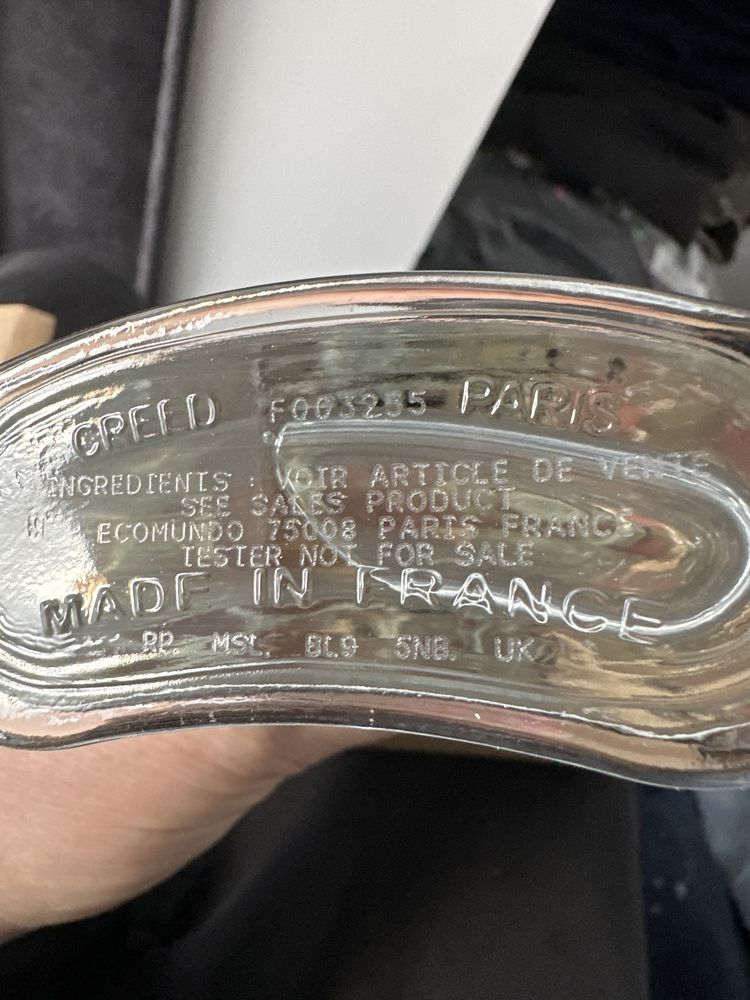 CREED F003235 PARIS
INGREDIENTS : VOIR ARTICLE DE VENTE
SEE SALES PRODUCT
ECOMUNDO 75008 PARIS FRANCE
TESTER NOT FOR SALE
MADE IN FRANCE
RP. MSL. BL9 5NB. UK